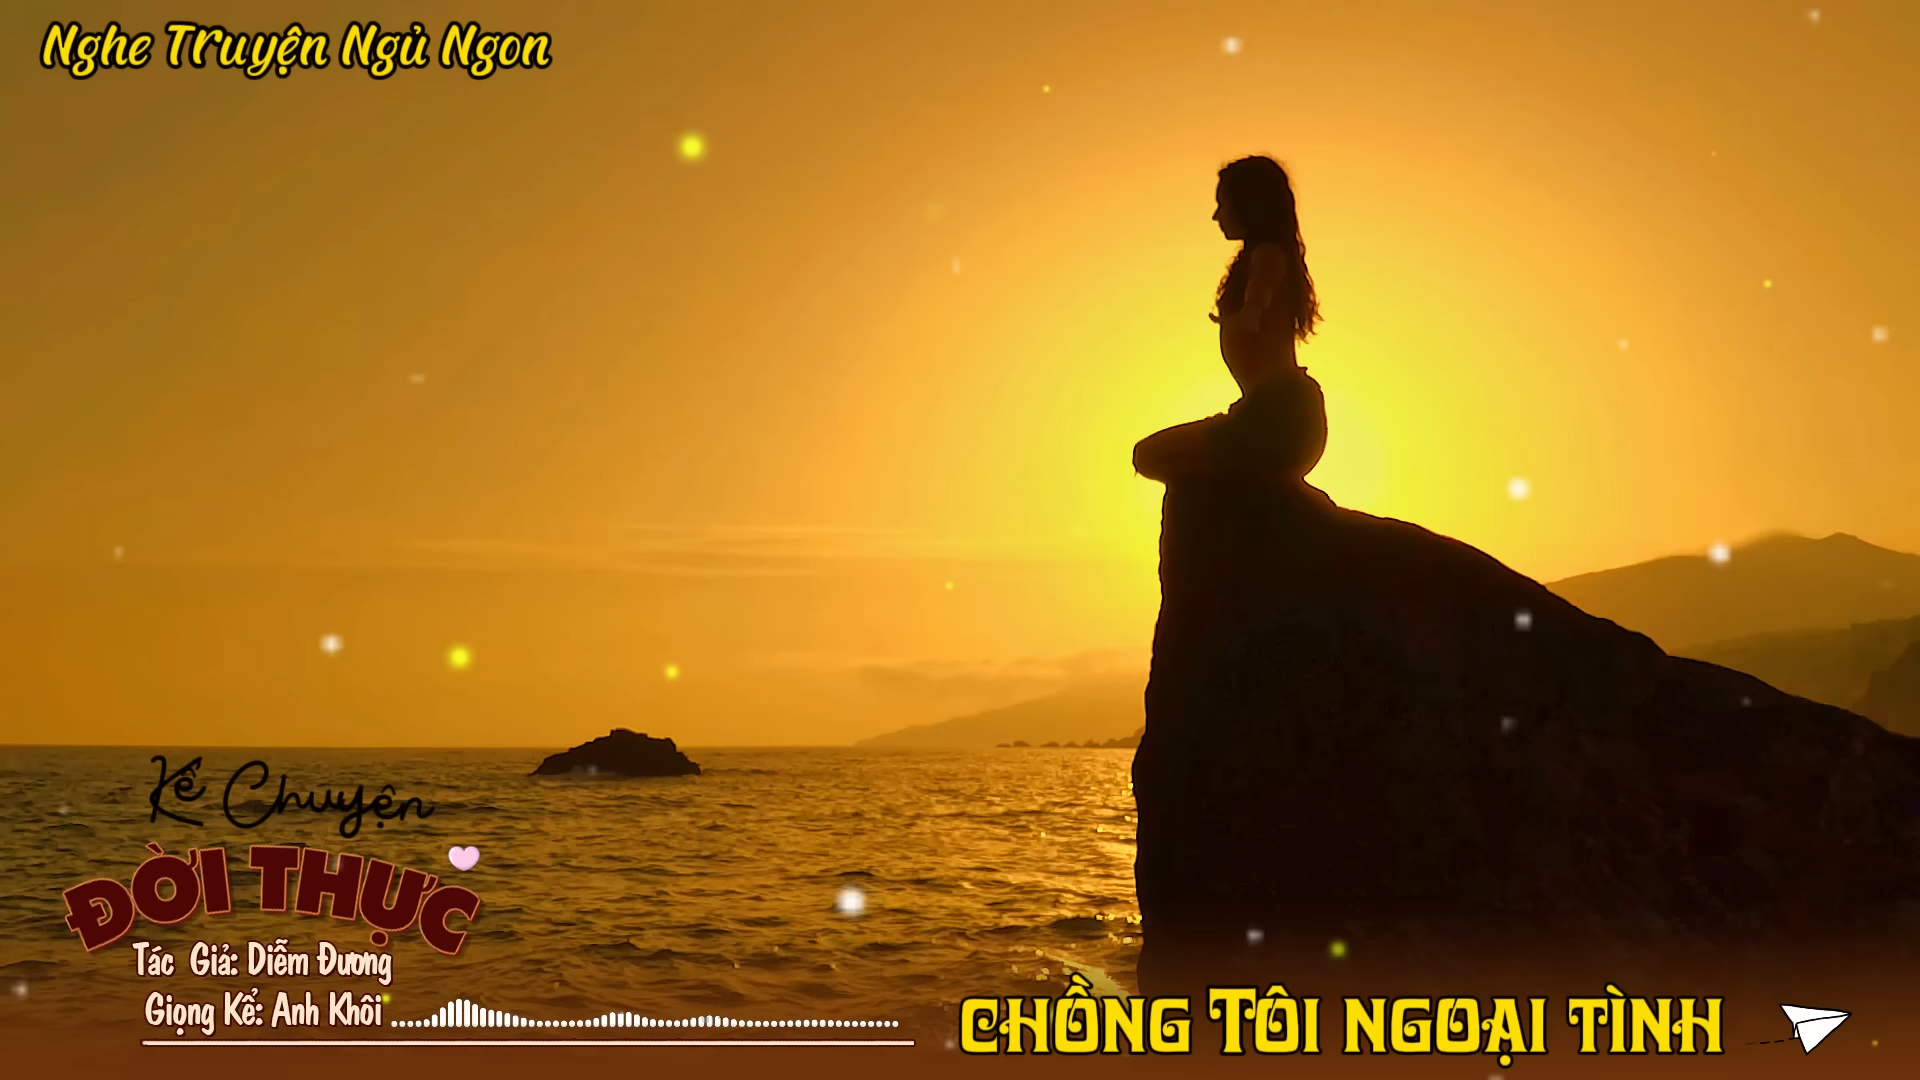 Nghe Truyện Ngủ Ngon
Kể Chuyện
ĐỜI THỰC
Tác Giả: Diễm Đương
Giọng Kể: Anh Khôi
CHỒNG TÔI NGOẠI TÌNH